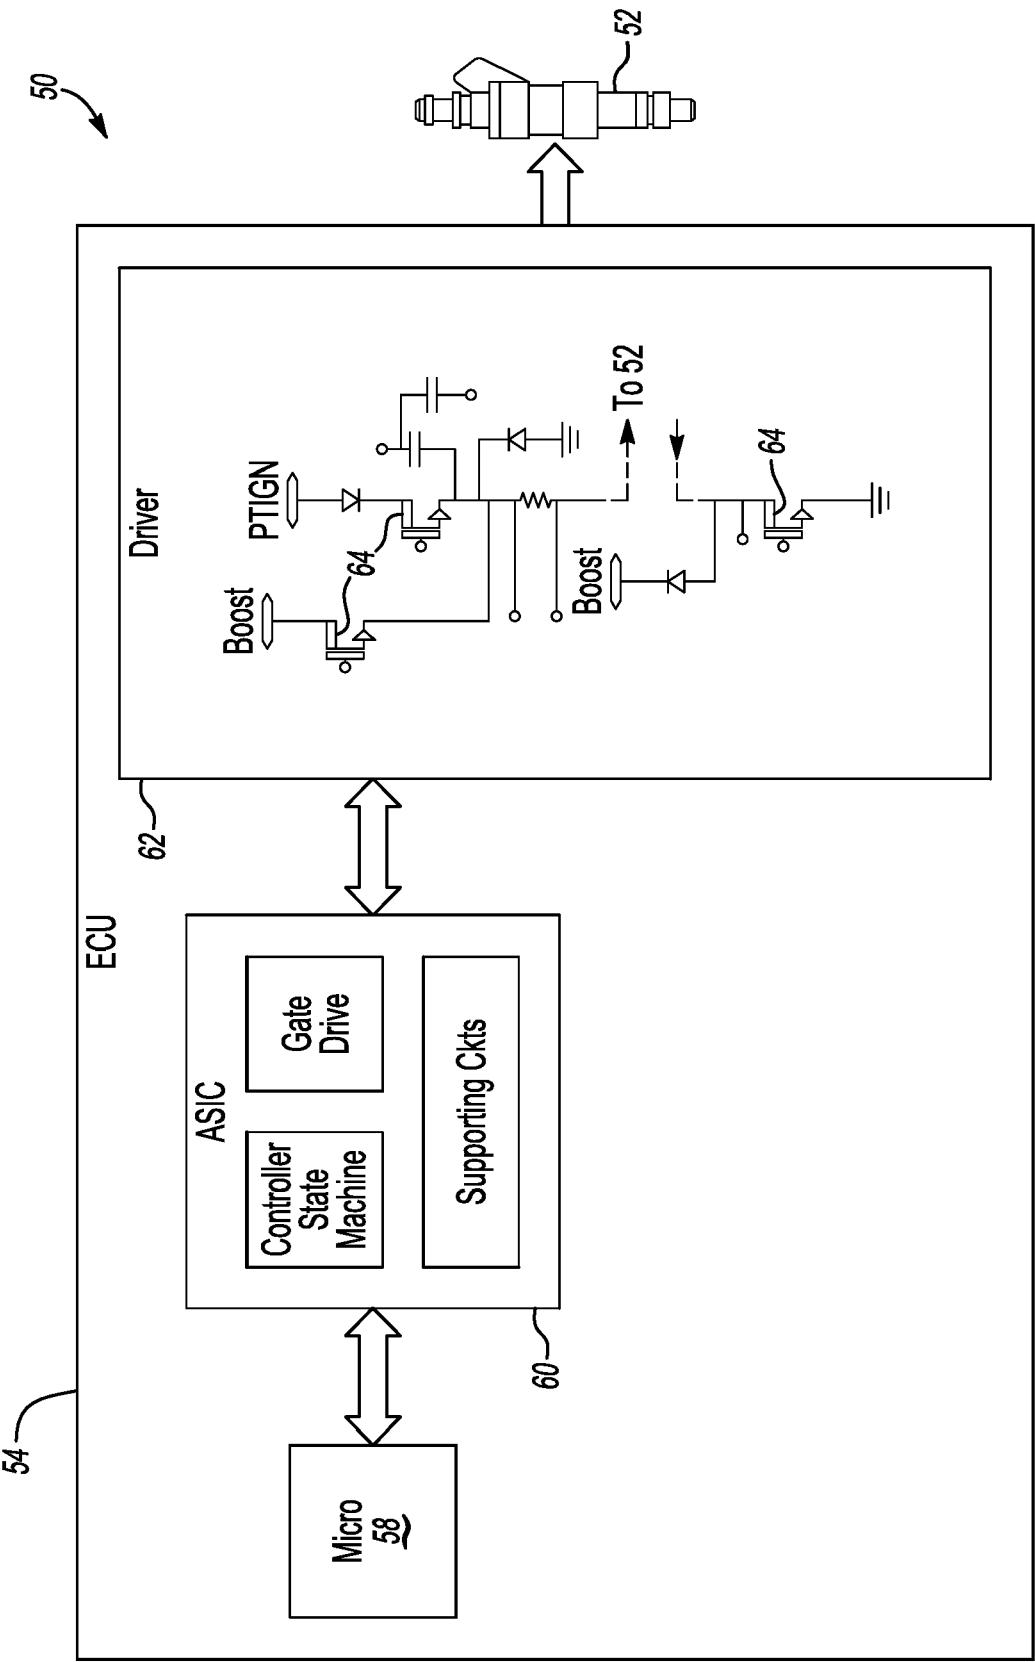 50
52
54
ECU
Micro
58
60
ASIC
Controller
State
Machine
Gate
Drive
Supporting Ckts
62
Driver
Boost
PTIGN
64
To 52
Boost
64